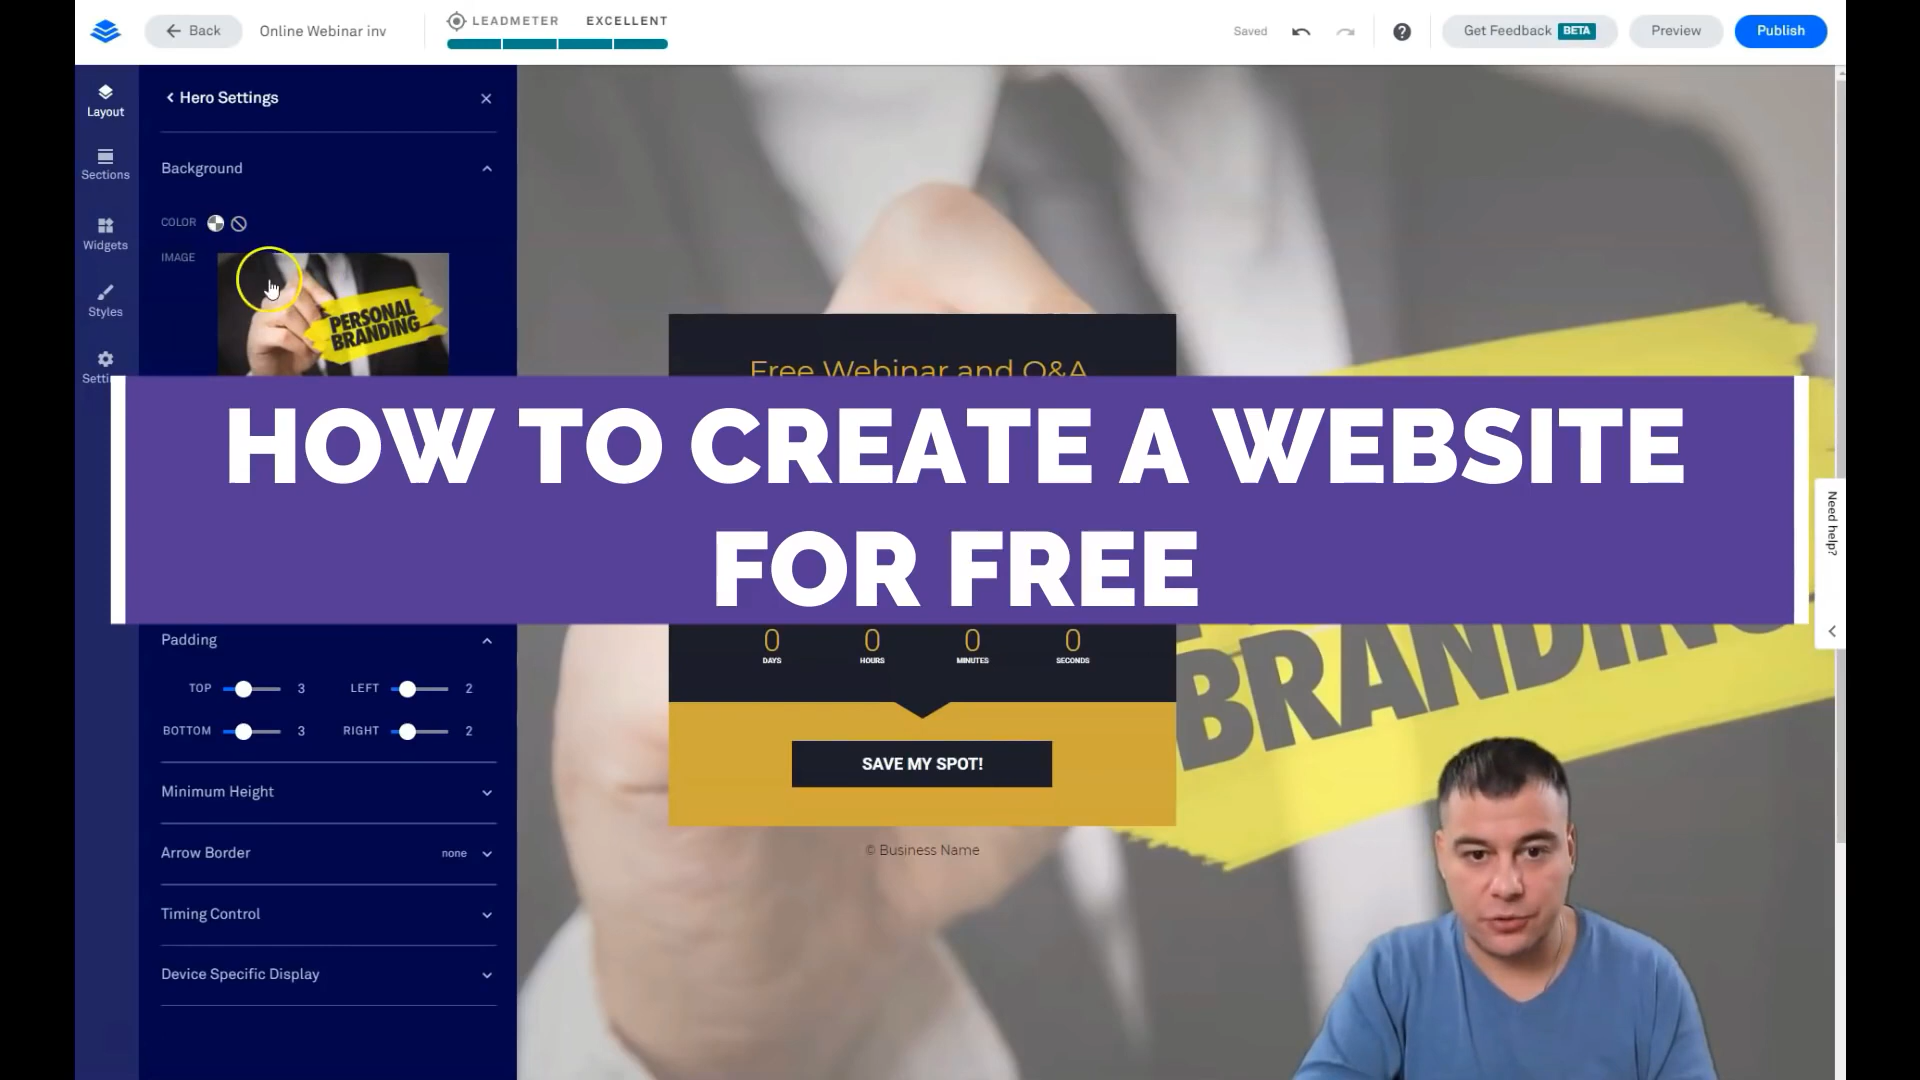 Back
Online Webinar inv
LEADMETER EXCELLENT
Saved
Get Feedback BETA
Preview
Publish
Layout
Sections
Widgets
Styles
Hero Settings
Background
COLOR
IMAGE
PERSONAL
BRANDING
Free Webinar and Q&A
HOW TO CREATE A WEBSITE
FOR FREE
Need help?
Padding
TOP 3 LEFT 2
BOTTOM 3 RIGHT 2
Minimum Height
Arrow Border none
Timing Control
Device Specific Display
0 0 0 0
DAYS HOURS MINUTES SECONDS
SAVE MY SPOT!
© Business Name
BRANDING